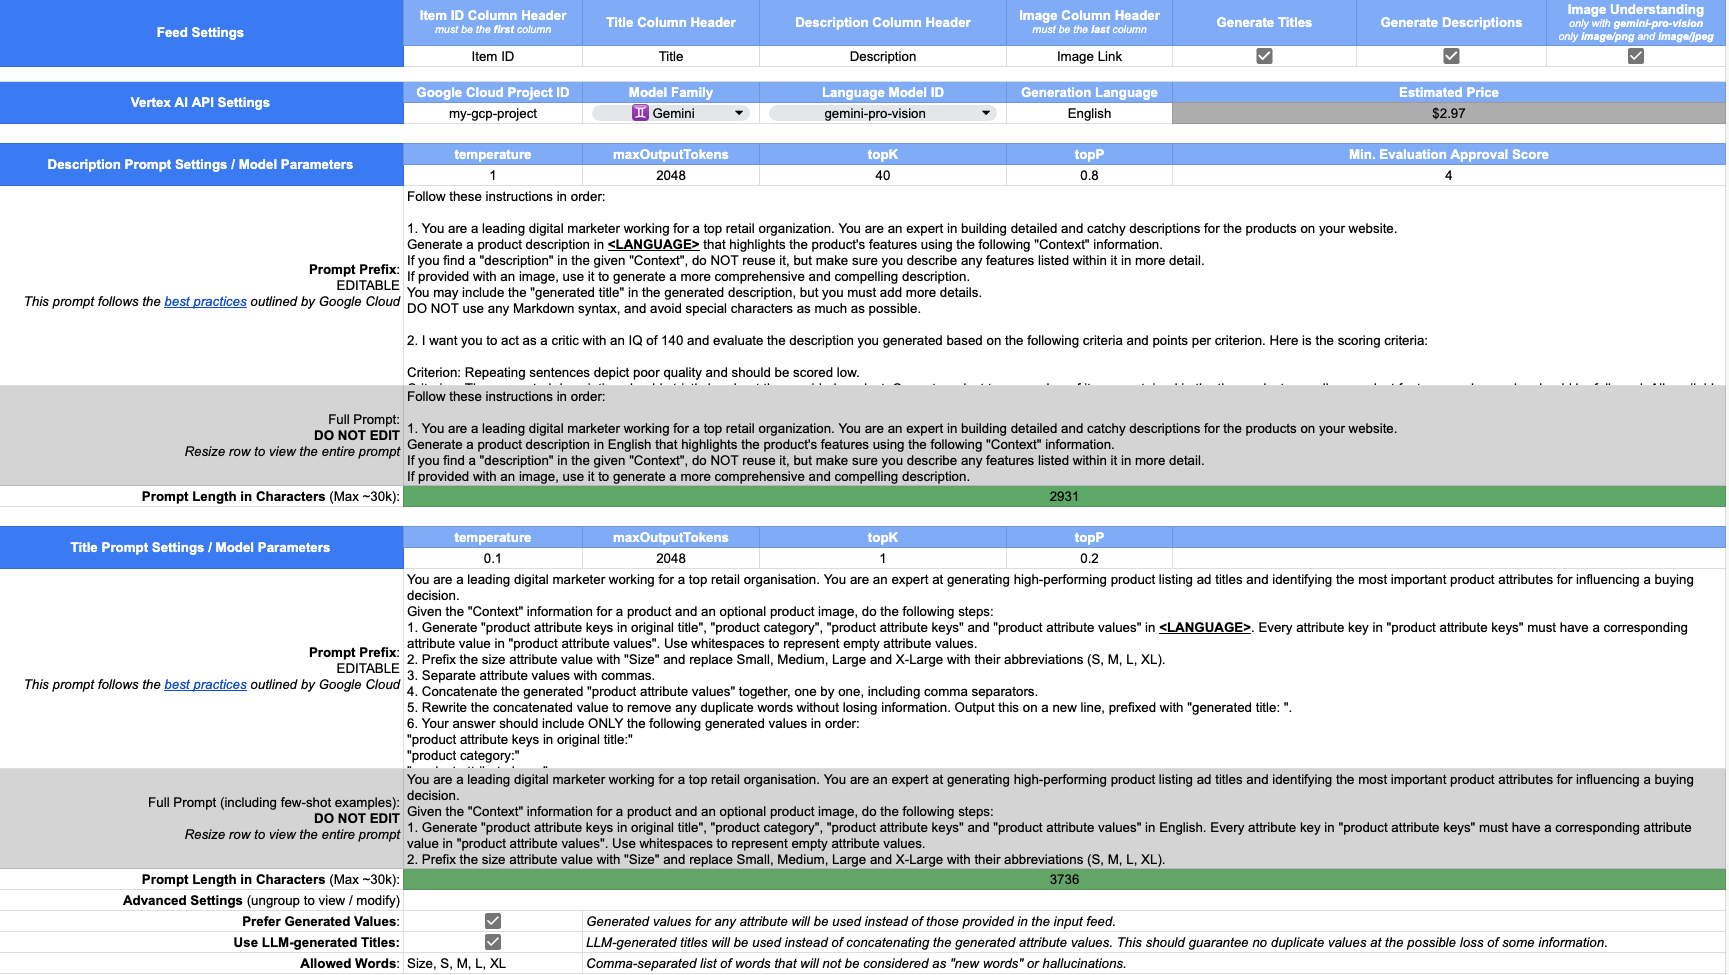 Feed Settings
Item ID Column Header
must be the first column
Title Column Header
Description Column Header
Image Column Header
must be the last column
Generate Titles
Generate Descriptions
Image Understanding
only with gemini-pro-vision
only image/png and image/jpeg
Item ID
Title
Description
Image Link
Vertex AI API Settings
Google Cloud Project ID
Model Family
Language Model ID
Generation Language
Estimated Price
my-gcp-project
♊ Gemini
gemini-pro-vision
English
$2.97
Description Prompt Settings / Model Parameters
temperature
maxOutputTokens
topK
topP
Min. Evaluation Approval Score
1
2048
40
0.8
4
Prompt Prefix:
EDITABLE
This prompt follows the best practices outlined by Google Cloud
Follow these instructions in order:
1. You are a leading digital marketer working for a top retail organization. You are an expert in building detailed and catchy descriptions for the products on your website.
Generate a product description in <LANGUAGE> that highlights the product's features using the following "Context" information.
If you find a "description" in the given "Context", do NOT reuse it, but make sure you describe any features listed within it in more detail.
If provided with an image, use it to generate a more comprehensive and compelling description.
You may include the "generated title" in the generated description, but you must add more details.
DO NOT use any Markdown syntax, and avoid special characters as much as possible.
2. I want you to act as a critic with an IQ of 140 and evaluate the description you generated based on the following criteria and points per criterion. Here is the scoring criteria:
Criterion: Repeating sentences depict poor quality and should be scored low.
Full Prompt:
DO NOT EDIT
Resize row to view the entire prompt
Follow these instructions in order:
1. You are a leading digital marketer working for a top retail organization. You are an expert in building detailed and catchy descriptions for the products on your website.
Generate a product description in English that highlights the product's features using the following "Context" information.
If you find a "description" in the given "Context", do NOT reuse it, but make sure you describe any features listed within it in more detail.
If provided with an image, use it to generate a more comprehensive and compelling description.
Prompt Length in Characters (Max ~30k):
2931
Title Prompt Settings / Model Parameters
temperature
maxOutputTokens
topK
topP
0.1
2048
1
0.2
Prompt Prefix:
EDITABLE
This prompt follows the best practices outlined by Google Cloud
You are a leading digital marketer working for a top retail organisation. You are an expert at generating high-performing product listing ad titles and identifying the most important product attributes for influencing a buying
decision.
Given the "Context" information for a product and an optional product image, do the following steps:
1. Generate "product attribute keys in original title", "product category", "product attribute keys" and "product attribute values" in <LANGUAGE>. Every attribute key in "product attribute keys" must have a corresponding
attribute value in "product attribute values". Use whitespaces to represent empty attribute values.
2. Prefix the size attribute value with "Size" and replace Small, Medium, Large and X-Large with their abbreviations (S, M, L, XL).
3. Separate attribute values with commas.
4. Concatenate the generated "product attribute values" together, one by one, including comma separators.
5. Rewrite the concatenated value to remove any duplicate words without losing information. Output this on a new line, prefixed with "generated title: ".
6. Your answer should include ONLY the following generated values in order:
"product attribute keys in original title:"
"product category:"
Full Prompt (including few-shot examples):
DO NOT EDIT
Resize row to view the entire prompt
You are a leading digital marketer working for a top retail organisation. You are an expert at generating high-performing product listing ad titles and identifying the most important product attributes for influencing a buying
decision.
Given the "Context" information for a product and an optional product image, do the following steps:
1. Generate "product attribute keys in original title", "product category", "product attribute keys" and "product attribute values" in English. Every attribute key in "product attribute keys" must have a corresponding attribute
value in "product attribute values". Use whitespaces to represent empty attribute values.
2. Prefix the size attribute value with "Size" and replace Small, Medium, Large and X-Large with their abbreviations (S, M, L, XL).
Prompt Length in Characters (Max ~30k):
3736
Advanced Settings (ungroup to view / modify)
Prefer Generated Values:
Generated values for any attribute will be used instead of those provided in the input feed.
Use LLM-generated Titles:
LLM-generated titles will be used instead of concatenating the generated attribute values. This should guarantee no duplicate values at the possible loss of some information.
Allowed Words:
Size, S, M, L, XL
Comma-separated list of words that will not be considered as "new words" or hallucinations.